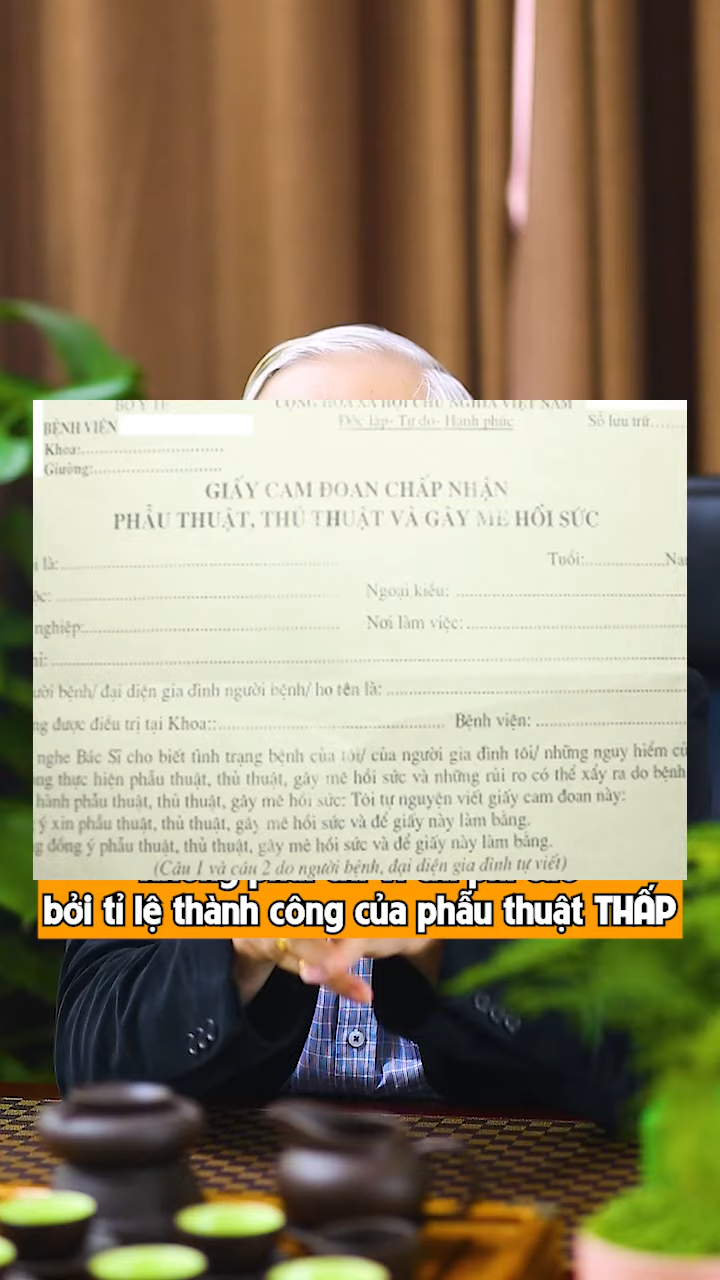 BỘ Y TẾ
CỘNG HÒA XÃ HỘI CHỦ NGHĨA VIỆT NAM
BỆNH VIỆN
Độc lập- Tự do- Hạnh phúc
Số lưu trữ.......
Khoa:..............................
Giường:...........................
GIẤY CAM ĐOAN CHẤP NHẬN
PHẪU THUẬT, THỦ THUẬT VÀ GÂY MÊ HỒI SỨC
là:.............................. Tuổi:...............
Ngoại kiều: ..............................
nghiệp:.............................. Nơi làm việc:..............................
bệnh/ đại diện gia đình người bệnh/ họ tên là: ..............................
được điều trị tại Khoa::.............................. Bệnh viện: ..............................
nghe Bác Sĩ cho biết tình trạng bệnh của tôi/ của người gia đình tôi/ những nguy hiểm
thực hiện phẫu thuật, thủ thuật, gây mê hồi sức và những rủi ro có thể xẩy ra do bệnh
hành phẫu thuật, thủ thuật, gây mê hồi sức: Tôi tự nguyện viết giấy cam đoan này:
ý xin phẫu thuật, thủ thuật, gây mê hồi sức và để giấy này làm bằng.
đồng ý phẫu thuật, thủ thuật, gây mê hồi sức và để giấy này làm bằng.
(Câu 1 và câu 2 do người bệnh, đại diện gia đình tự viết)
bởi tỉ lệ thành công của phẫu thuật THẤP